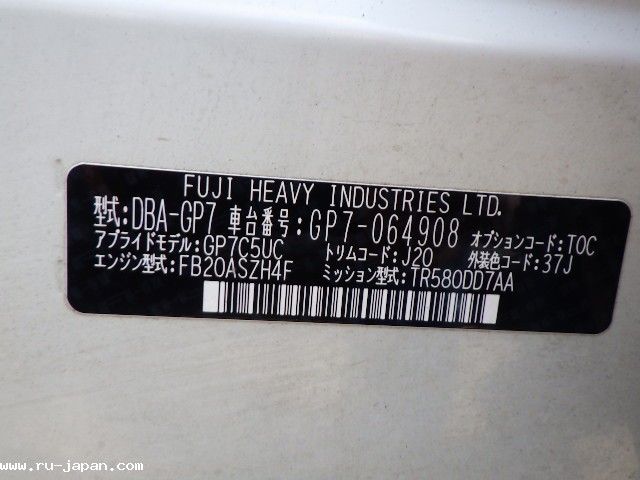 FUJI HEAVY INDUSTRIES LTD.
型式:DBA-GP7 車台番号:GP7-064908 オプションコード:TOC
アプライドモデル:GP7C5UC トリムコード:J20 外装色コード:37J
エンジン型式:FB20ASZH4F ミッション型式:TR580DD7AA
www.ru-japan.com